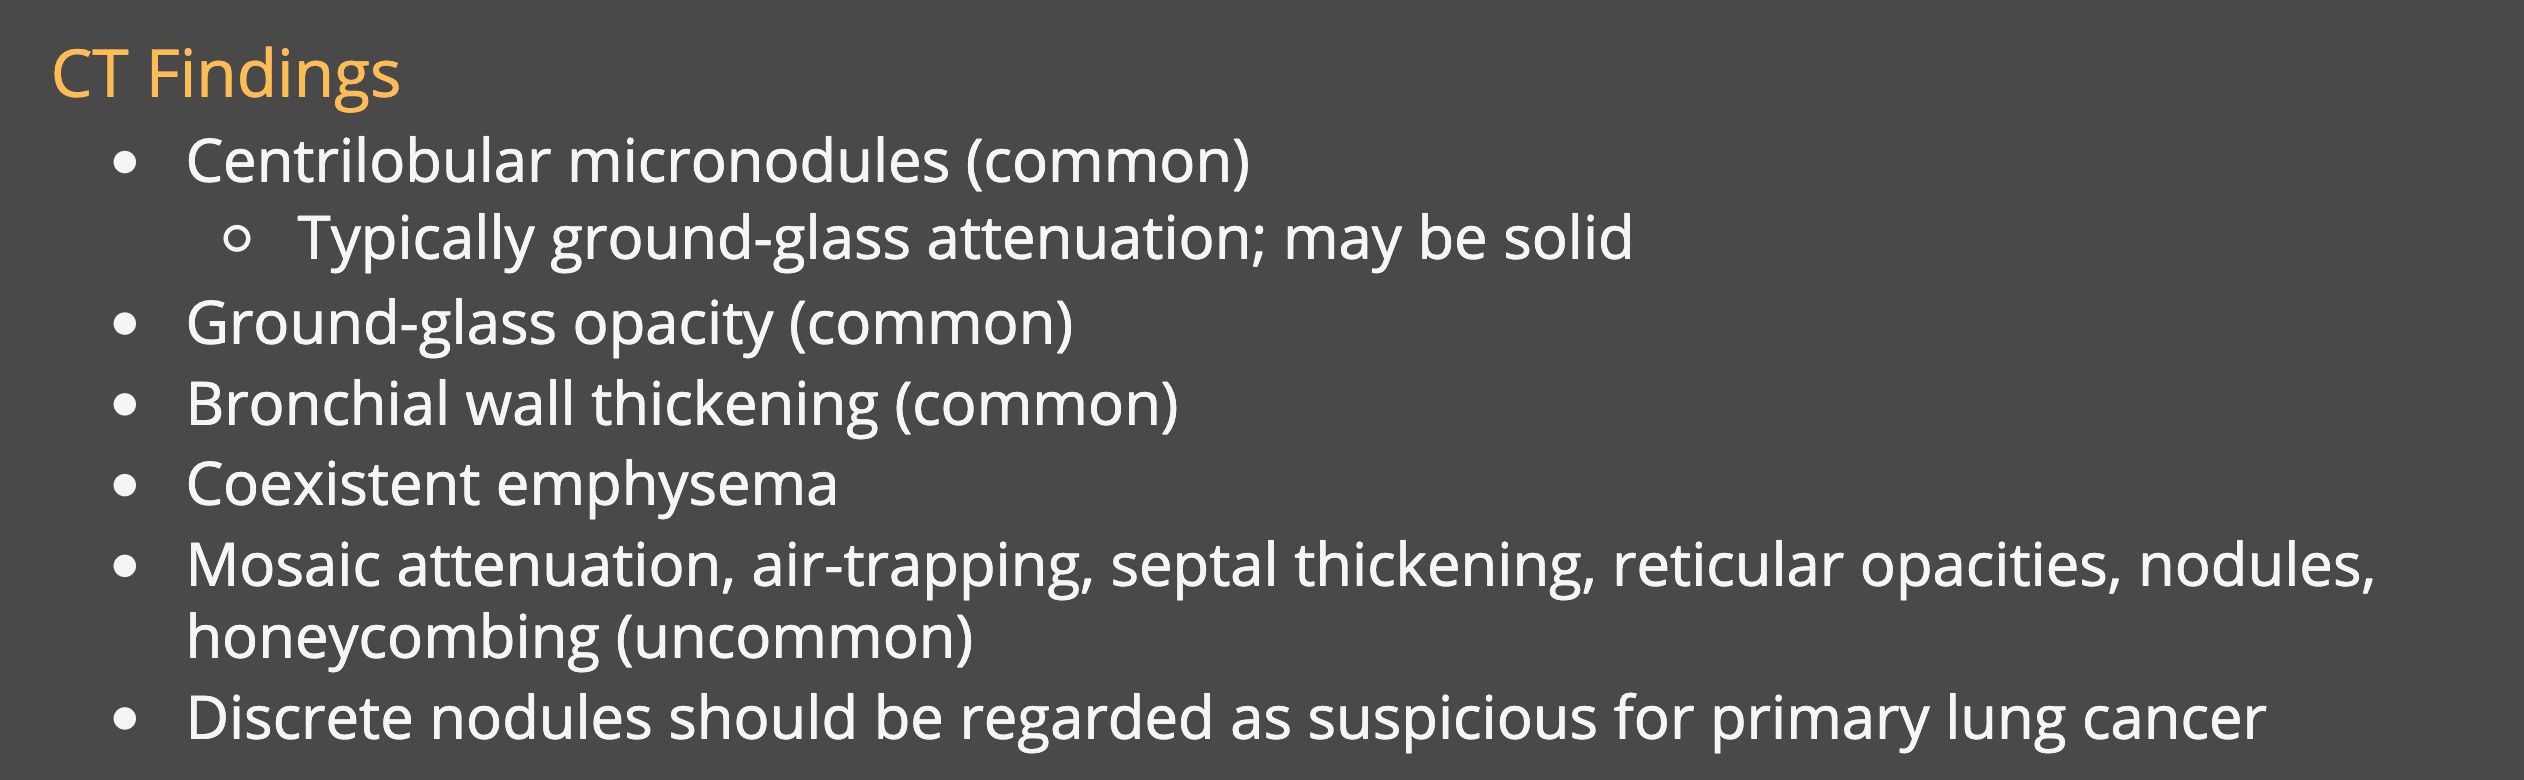 CT Findings
● Centrilobular micronodules (common)
○ Typically ground-glass attenuation; may be solid
● Ground-glass opacity (common)
● Bronchial wall thickening (common)
● Coexistent emphysema
● Mosaic attenuation, air-trapping, septal thickening, reticular opacities, nodules,
honeycombing (uncommon)
● Discrete nodules should be regarded as suspicious for primary lung cancer